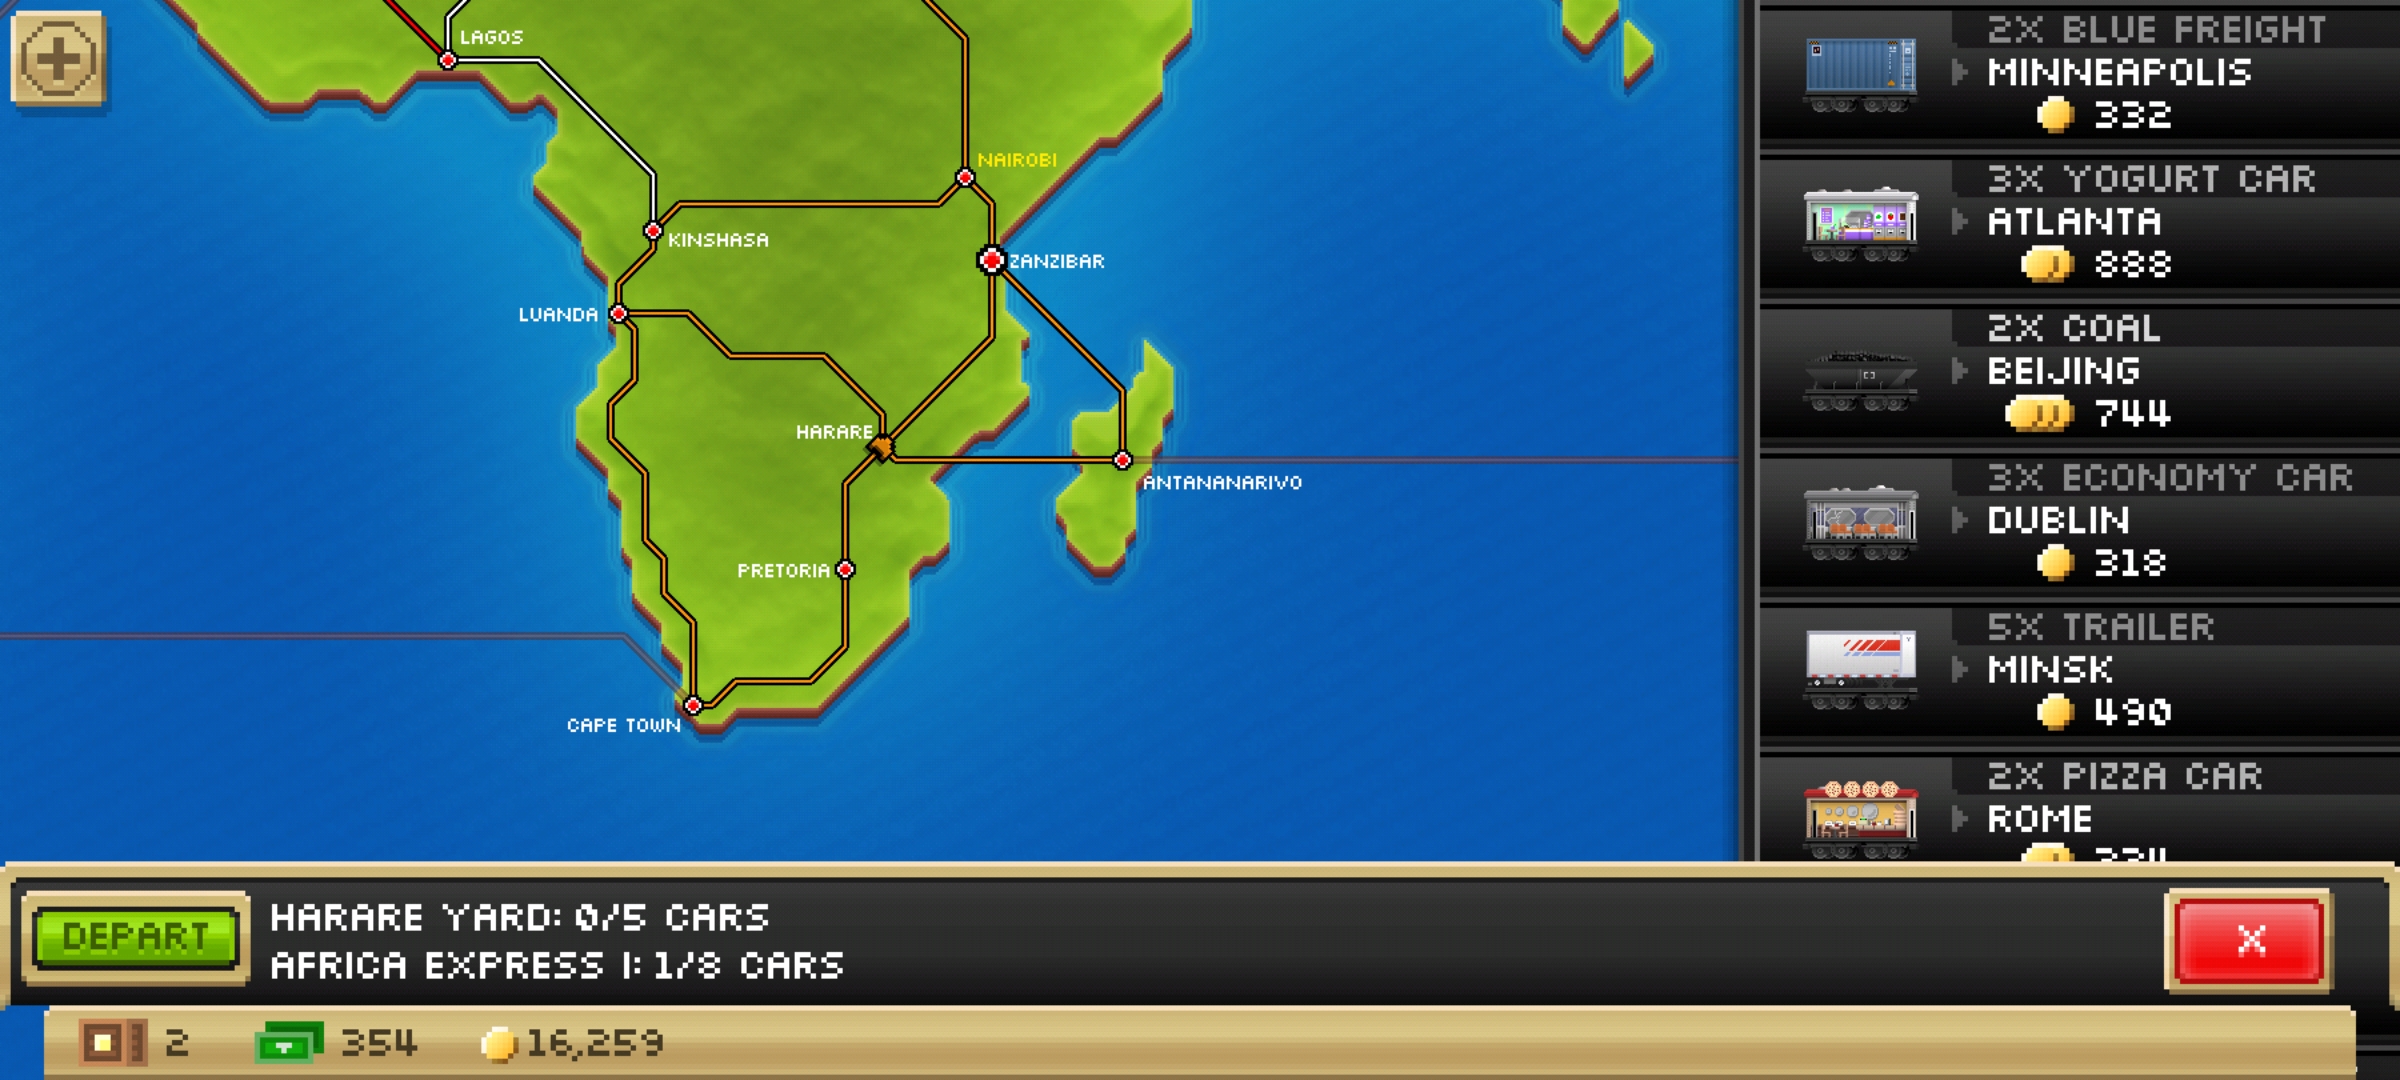 LAGOS
NAIROBI
KINSHASA
ZANZIBAR
LUANDA
HARARE
ANTANANARIVO
PRETORIA
CAPE TOWN
2X BLUE FREIGHT
MINNEAPOLIS
332
3X YOGURT CAR
ATLANTA
888
2X COAL
BEIJING
744
3X ECONOMY CAR
DUBLIN
318
5X TRAILER
MINSK
490
2X PIZZA CAR
ROME
DEPART
HARARE YARD: 0/5 CARS
AFRICA EXPRESS I: 1/8 CARS
X
2
354
16,259